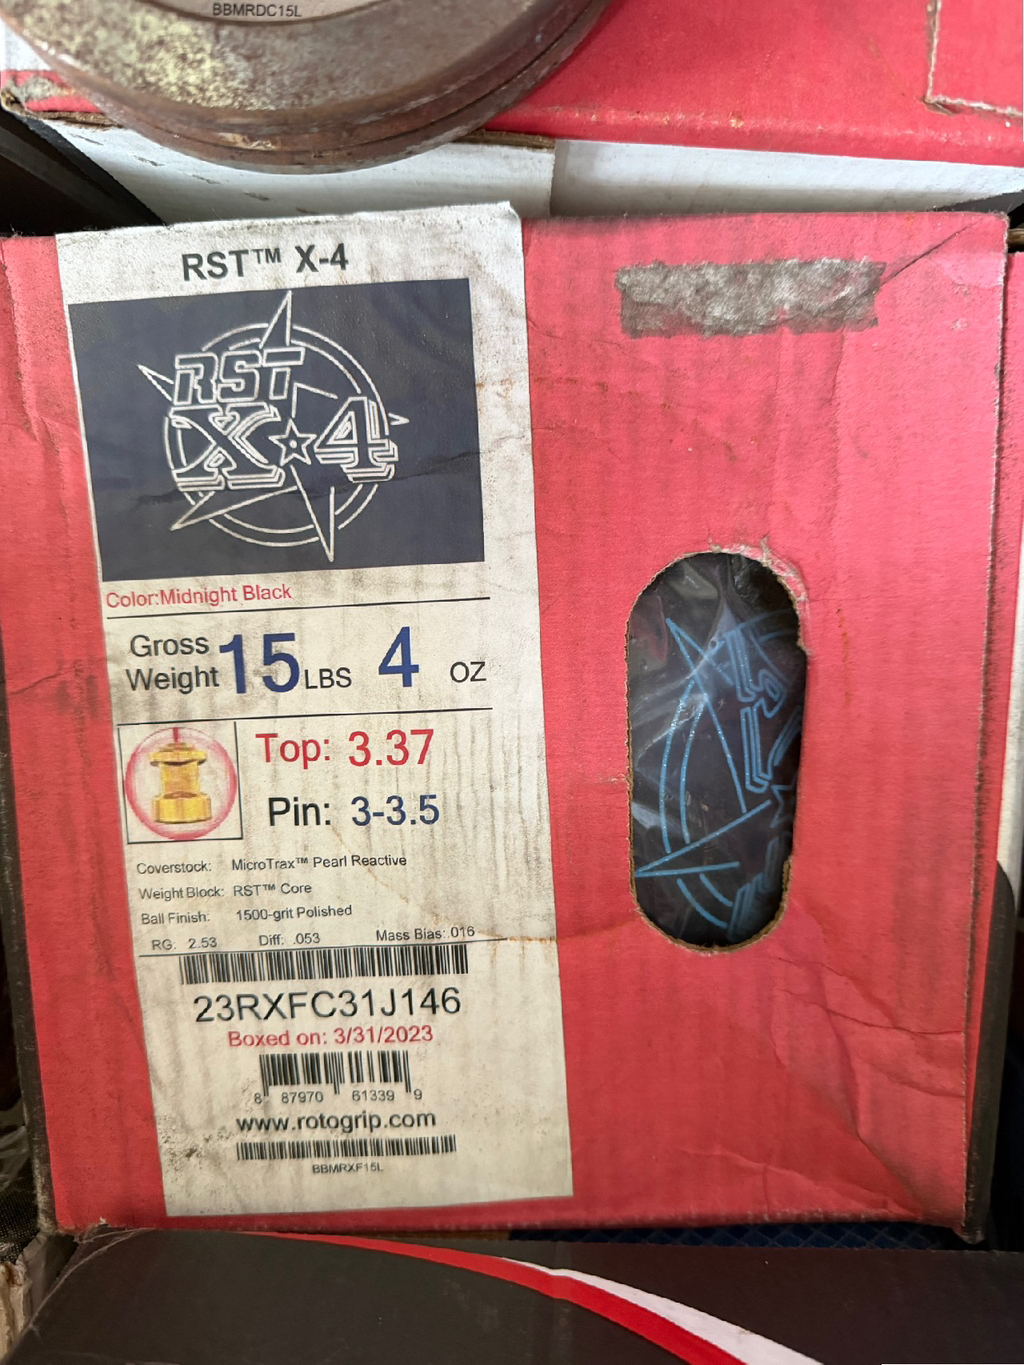 BBMRDC15L
RST™ X-4
RST
X★4
Color:Midnight Black
Gross Weight 15 LBS 4 OZ
Top: 3.37
Pin: 3-3.5
Coverstock: MicroTrax™ Pearl Reactive
Weight Block: RST™ Core
Ball Finish: 1500-grit Polished
RG: 2.53 Diff: .053 Mass Bias: .016
23RXFC31J146
Boxed on: 3/31/2023
8 87970 61339 9
www.rotogrip.com
BBMRXF15L